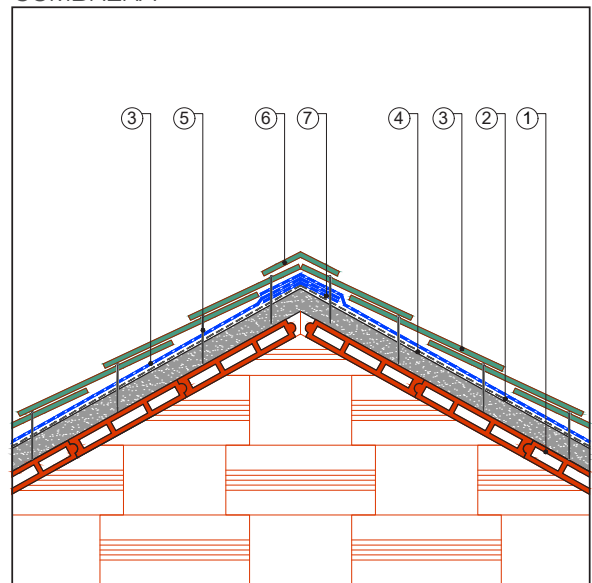 ③ ⑤ ⑥ ⑦ ④ ③ ② ①